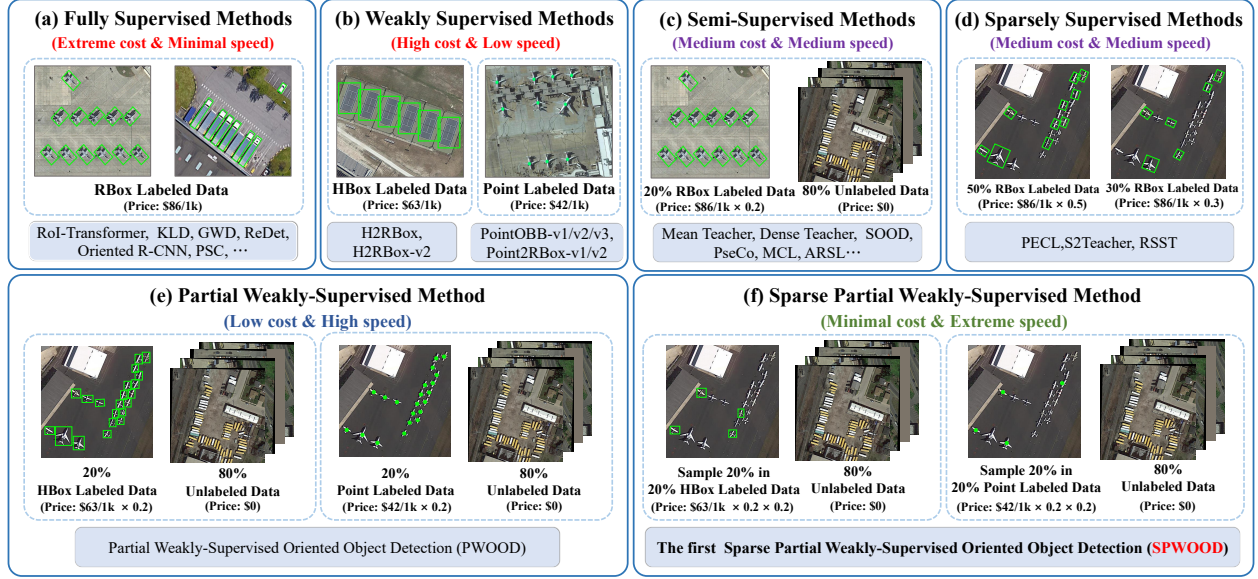 (a) Fully Supervised Methods
(Extreme cost & Minimal speed)
RBox Labeled Data
(Price: $86/1k)
RoI-Transformer, KLD, GWD, ReDet,
Oriented R-CNN, PSC, ⋯
(b) Weakly Supervised Methods
(High cost & Low speed)
HBox Labeled Data
(Price: $63/1k)
Point Labeled Data
(Price: $42/1k)
H2RBox,
H2RBox-v2
PointOBB-v1/v2/v3,
Point2RBox-v1/v2
(c) Semi-Supervised Methods
(Medium cost & Medium speed)
20% RBox Labeled Data
(Price: $86/1k × 0.2)
80% Unlabeled Data
(Price: $0)
Mean Teacher, Dense Teacher, SOOD,
PseCo, MCL, ARSL⋯
(d) Sparsely Supervised Methods
(Medium cost & Medium speed)
50% RBox Labeled Data
(Price: $86/1k × 0.5)
30% RBox Labeled Data
(Price: $86/1k × 0.3)
PECL,S2Teacher, RSST
(e) Partial Weakly-Supervised Method
(Low cost & High speed)
20%
HBox Labeled Data
(Price: $63/1k × 0.2)
80%
Unlabeled Data
(Price: $0)
20%
Point Labeled Data
(Price: $42/1k × 0.2)
80%
Unlabeled Data
(Price: $0)
Partial Weakly-Supervised Oriented Object Detection (PWOOD)
(f) Sparse Partial Weakly-Supervised Method
(Minimal cost & Extreme speed)
Sample 20% in
20% HBox Labeled Data
(Price: $63/1k × 0.2 × 0.2)
80%
Unlabeled Data
(Price: $0)
Sample 20% in
20% Point Labeled Data
(Price: $42/1k × 0.2 × 0.2)
80%
Unlabeled Data
(Price: $0)
The first Sparse Partial Weakly-Supervised Oriented Object Detection (SPWOOD)